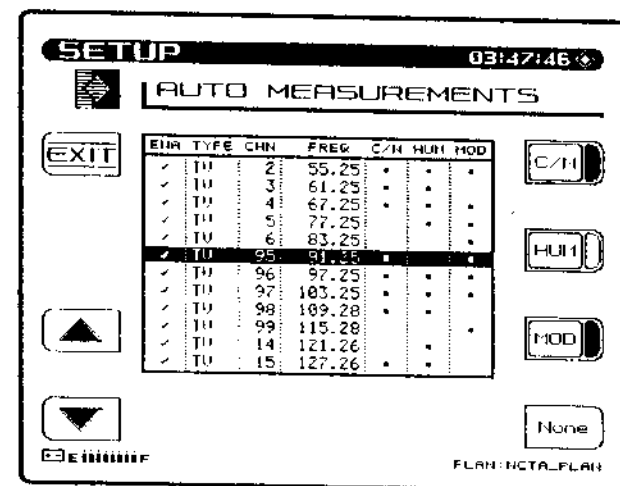 SETUP 03:47:46
AUTO MEASUREMENTS
EXIT
ENA TYPE CHN FREQ C/N HUM MOD
✓ TV 2 55.25 • • •
✓ TV 3 61.25 • •
✓ TV 4 67.25 • • •
✓ TV 5 77.25 • •
✓ TV 6 83.25 •
✓ TV 95 91.25 • •
✓ TV 96 97.25 • • •
✓ TV 97 103.25 • • •
✓ TV 98 109.28 • •
✓ TV 99 115.28 •
✓ TV 14 121.26 •
✓ TV 15 127.26 • •
C/N
HUM
MOD
None
E F
PLAN:NCTA_PLAN